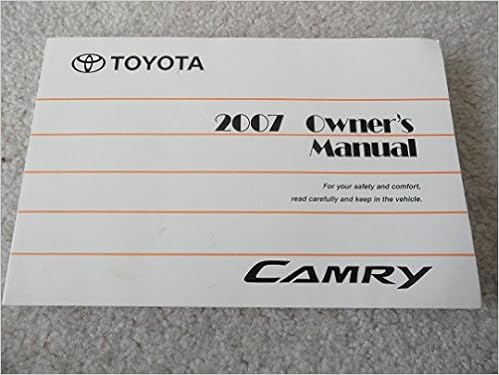 TOYOTA
2007 Owner's
Manual
For your safety and comfort,
read carefully and keep in the vehicle.
CAMRY